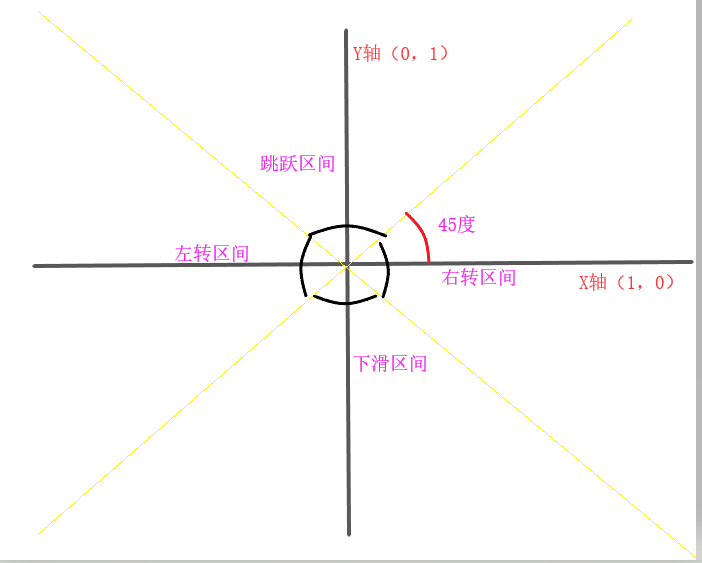 Y轴（0，1）
跳跃区间
45度
左转区间
右转区间
X轴（1，0）
下滑区间